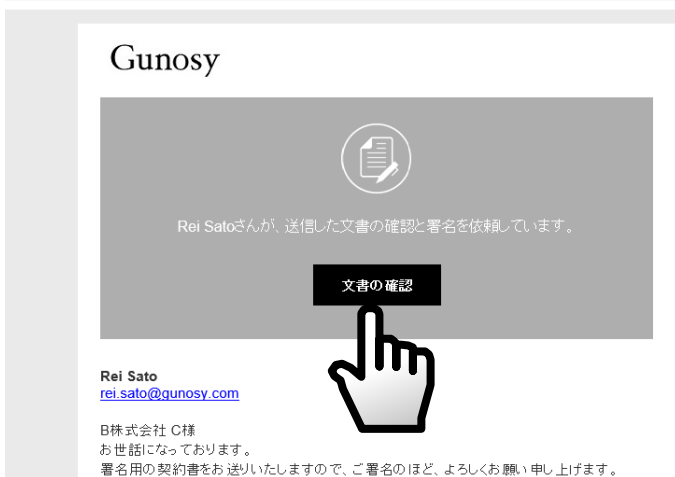 Gunosy
Rei Satoさんが、送信した文書の確認と署名を依頼しています。
文書の確認
Rei Sato
rei.sato@gunosy.com
B株式会社 C様
お世話になっております。
署名用の契約書をお送りいたしますので、ご署名のほど、よろしくお願い申し上げます。